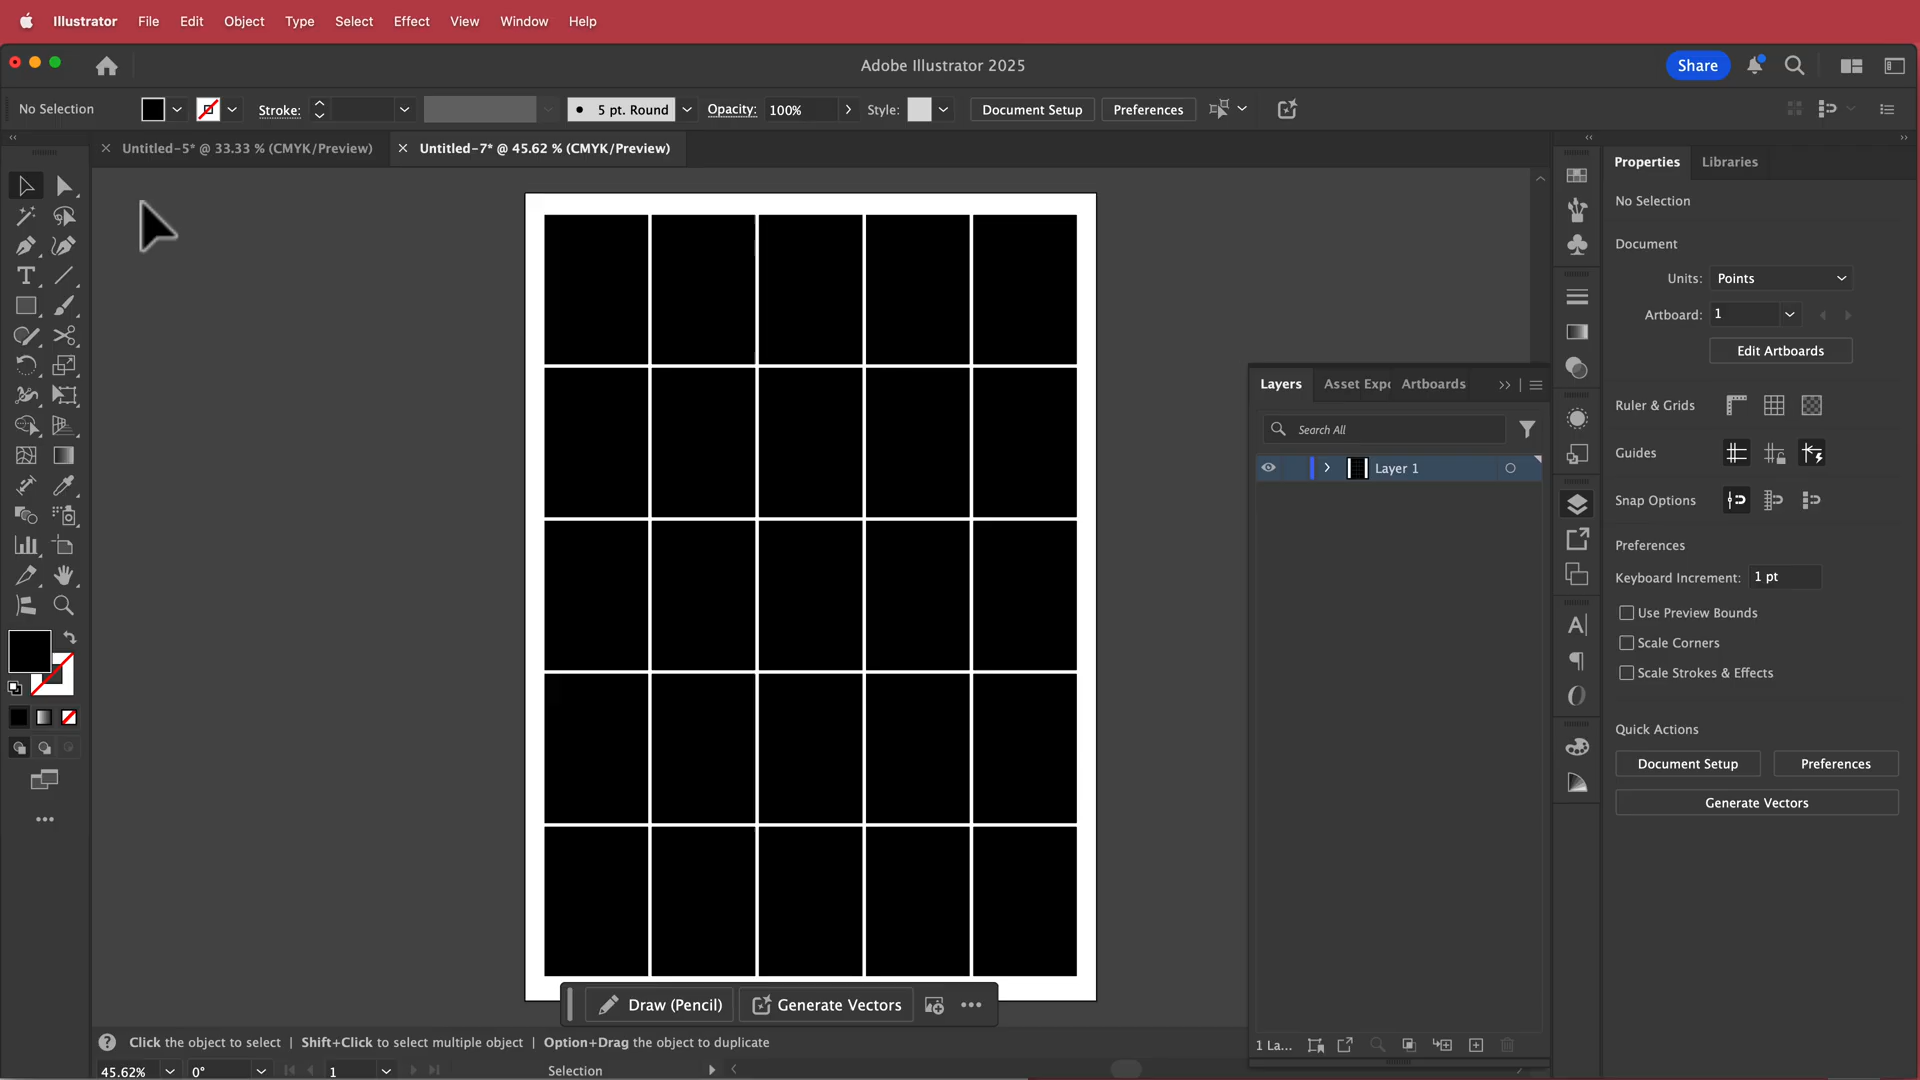 Illustrator File Edit Object Type Select Effect View Window Help
Adobe Illustrator 2025
Share
No Selection
Stroke:
5 pt. Round
Opacity: 100%
Style:
Document Setup
Preferences
Untitled-5* @ 33.33 % (CMYK/Preview)
Untitled-7* @ 45.62 % (CMYK/Preview)
Properties
Libraries
No Selection
Document
Units: Points
Artboard: 1
Edit Artboards
Ruler & Grids
Guides
Snap Options
Preferences
Keyboard Increment: 1 pt
Use Preview Bounds
Scale Corners
Scale Strokes & Effects
Quick Actions
Document Setup
Preferences
Generate Vectors
Layers
Asset Expo
Artboards
Search All
Layer 1
1 La...
Draw (Pencil)
Generate Vectors
Click the object to select | Shift+Click to select multiple object | Option+Drag the object to duplicate
45.62%
0°
1
Selection